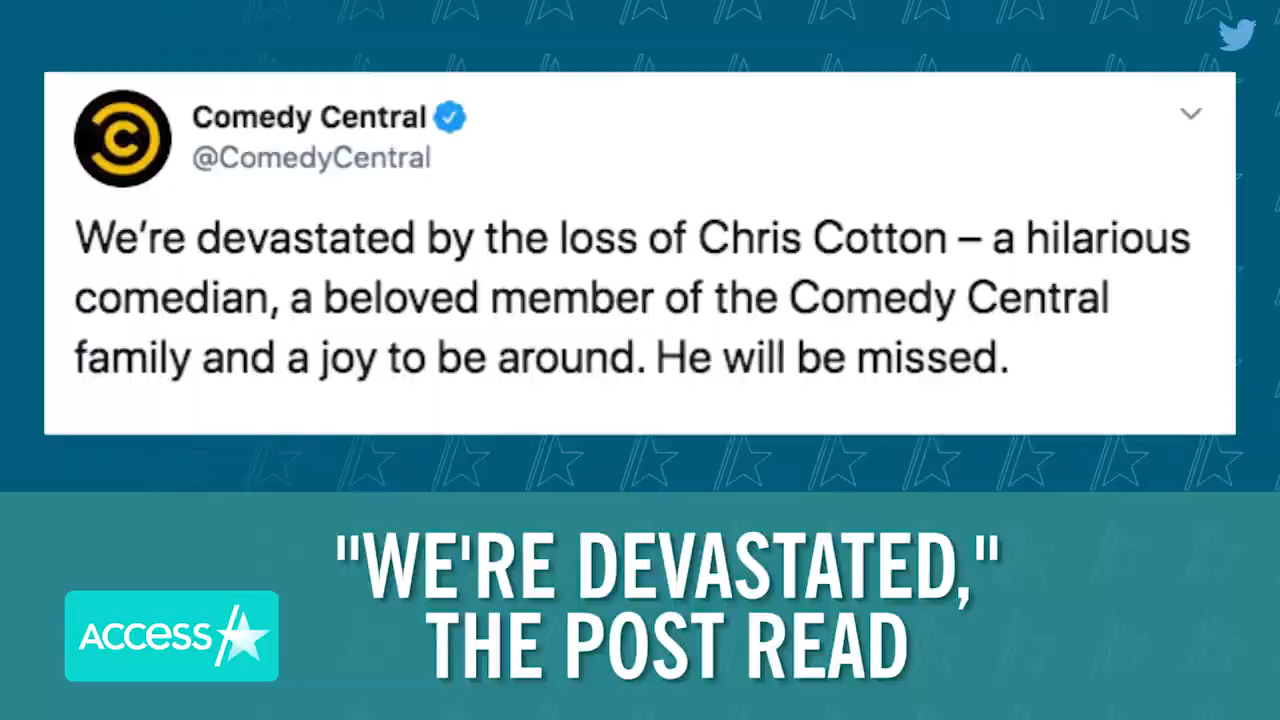 Comedy Central
@ComedyCentral
We're devastated by the loss of Chris Cotton – a hilarious
comedian, a beloved member of the Comedy Central
family and a joy to be around. He will be missed.
"WE'RE DEVASTATED,"
THE POST READ
ACCESS